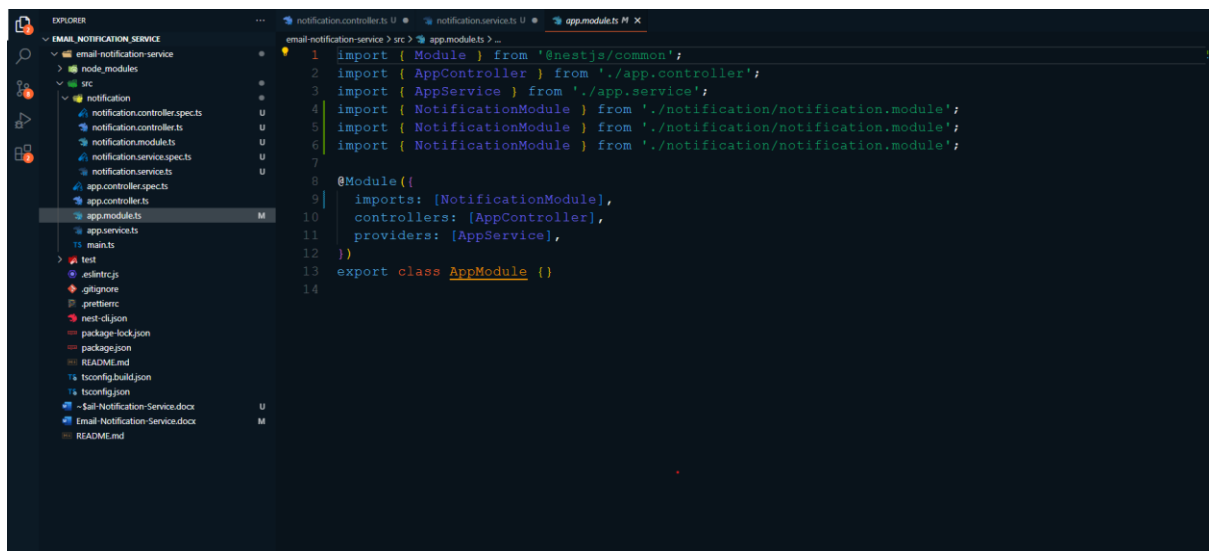 EXPLORER
EMAIL_NOTIFICATION_SERVICE
email-notification-service
node_modules
src
notification
notification.controller.spec.ts U
notification.controller.ts U
notification.module.ts U
notification.service.spec.ts U
notification.service.ts U
app.controller.spec.ts
app.controller.ts
app.module.ts M
app.service.ts
main.ts
test
.eslintrc.js
.gitignore
.prettierrc
nest-cli.json
package-lock.json
package.json
README.md
tsconfig.build.json
tsconfig.json
~$ail-Notification-Service.docx U
Email-Notification-Service.docx M
README.md
notification.controller.ts U notification.service.ts U app.module.ts M
email-notification-service > src > app.module.ts > ...
1 import { Module } from '@nestjs/common';
2 import { AppController } from './app.controller';
3 import { AppService } from './app.service';
4 import { NotificationModule } from './notification/notification.module';
5 import { NotificationModule } from './notification/notification.module';
6 import { NotificationModule } from './notification/notification.module';
7
8 @Module({
9 imports: [NotificationModule],
10 controllers: [AppController],
11 providers: [AppService],
12 })
13 export class AppModule {}
14